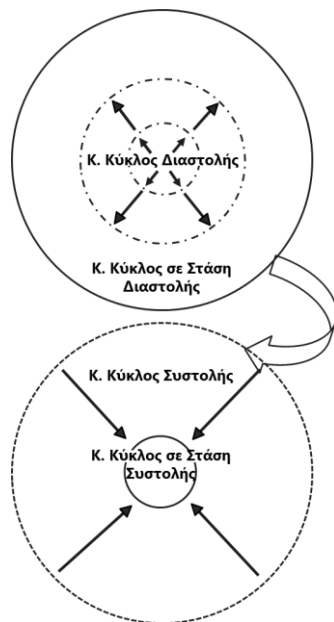 Κ. Κύκλος Διαστολής
Κ. Κύκλος σε Στάση
Διαστολής
Κ. Κύκλος Συστολής
Κ. Κύκλος σε Στάση
Συστολής